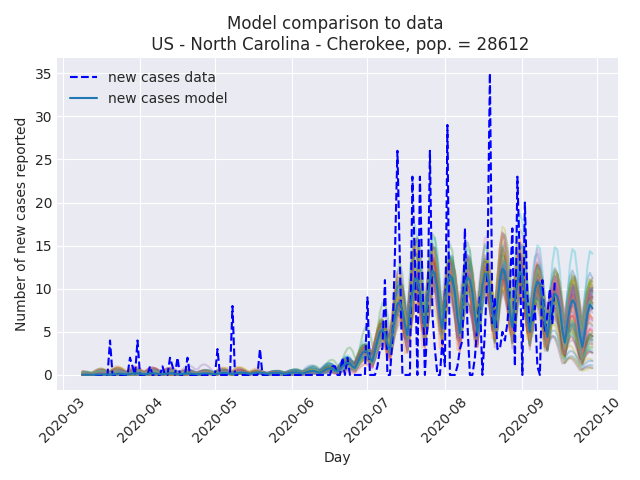 Model comparison to data
US - North Carolina - Cherokee, pop. = 28612
new cases data
new cases model
Number of new cases reported
35
30
25
20
15
10
5
0
2020-03
2020-04
2020-05
2020-06
2020-07
2020-08
2020-09
2020-10
Day